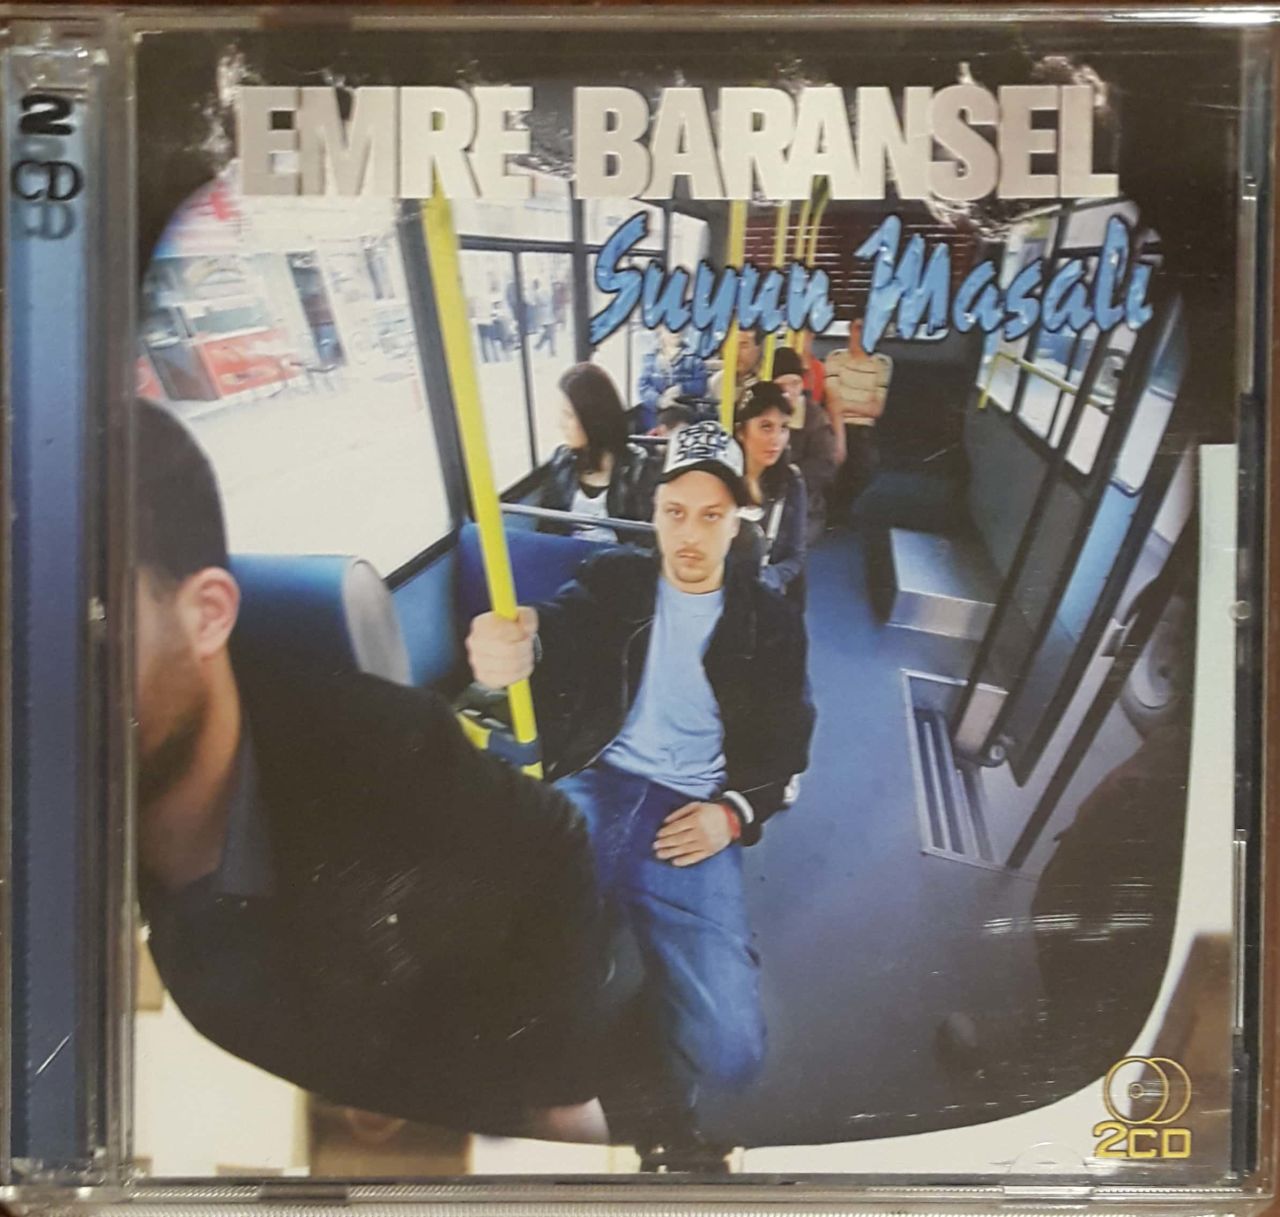 EMRE BARANSEL
Suyun Masalı
2
CD
2CD